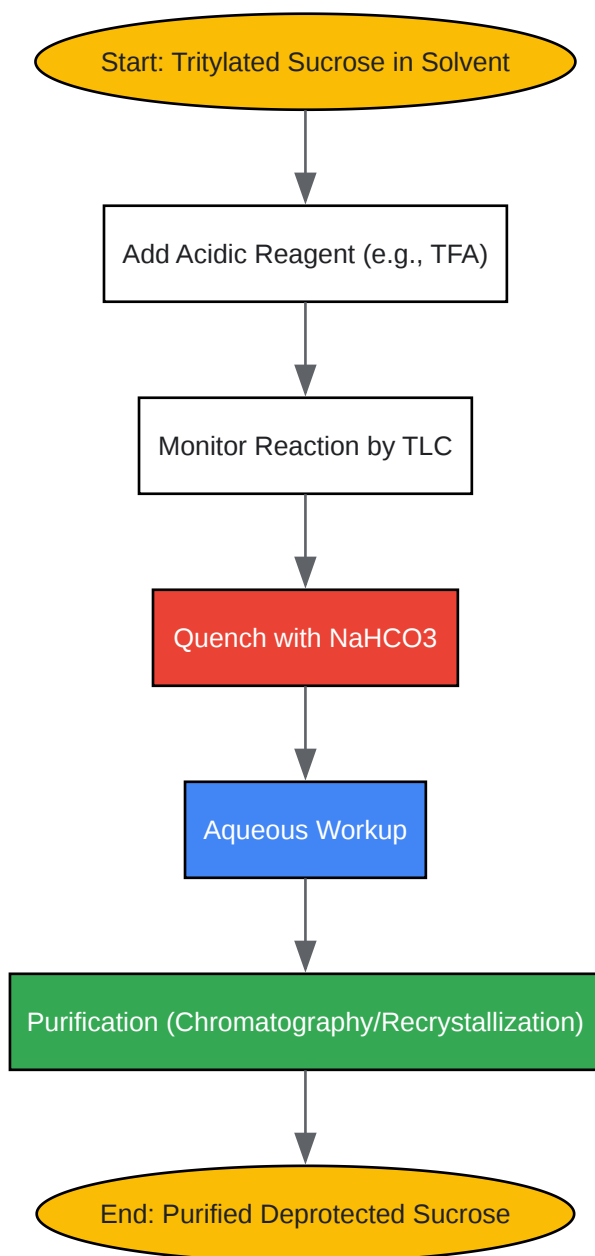 Start: Tritylated Sucrose in Solvent
Add Acidic Reagent (e.g., TFA)
Monitor Reaction by TLC
Quench with NaHCO3
Aqueous Workup
Purification (Chromatography/Recrystallization)
End: Purified Deprotected Sucrose